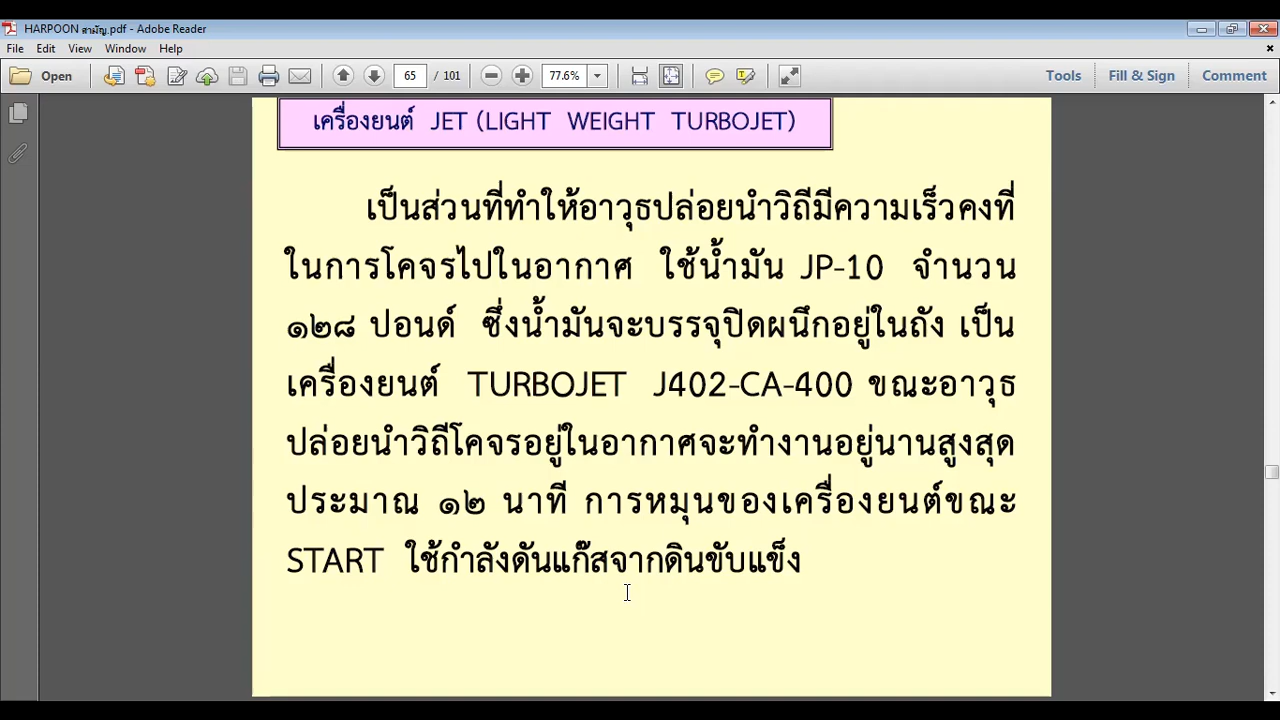 HARPOON สามัญ.pdf - Adobe Reader
File Edit View Window Help
Open 65 / 101 77.6% Tools Fill & Sign Comment
เครื่องยนต์ JET (LIGHT WEIGHT TURBOJET)
เป็นส่วนที่ทำให้อาวุธปล่อยนำวิถีมีความเร็วคงที่
ในการโคจรไปในอากาศ ใช้น้ำมัน JP-10 จำนวน
๑๒๘ ปอนด์ ซึ่งน้ำมันจะบรรจุปิดผนึกอยู่ในถัง เป็น
เครื่องยนต์ TURBOJET J402-CA-400 ขณะอาวุธ
ปล่อยนำวิถีโคจรอยู่ในอากาศจะทำงานอยู่นานสูงสุด
ประมาณ ๑๒ นาที การหมุนของเครื่องยนต์ขณะ
START ใช้กำลังดันแก๊สจากดินขับแข็ง